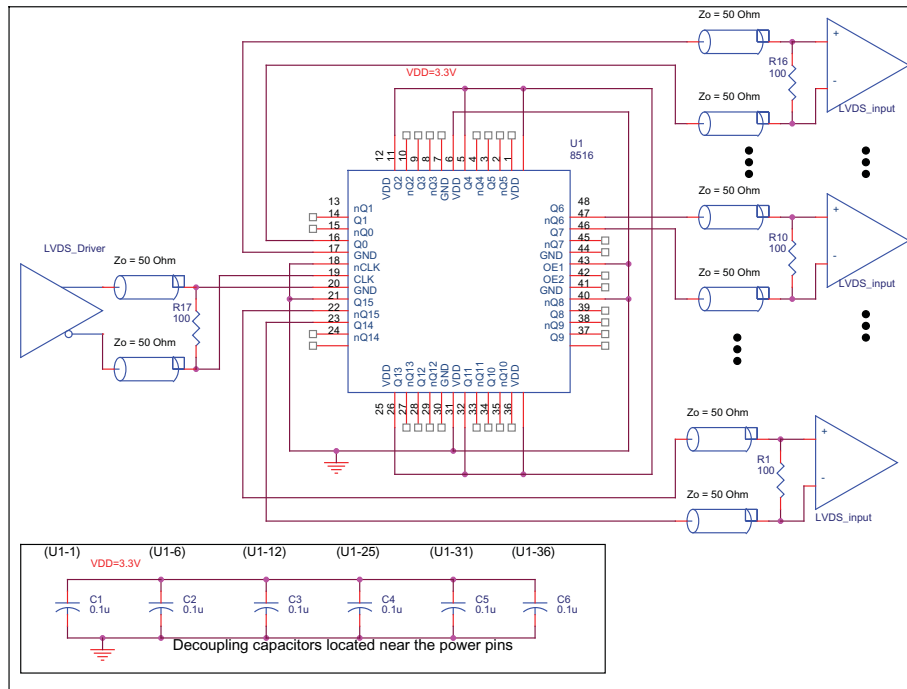 Zo = 50 Ohm
+
R16
100
-
LVDS_input
Zo = 50 Ohm
VDD=3.3V
U1
8516
12
11
10
9
8
7
6
5
4
3
2
1
VDD
Q2
nQ2
Q3
nQ3
GND
VDD
Q4
nQ4
Q5
nQ5
VDD
13
14
15
16
17
18
19
20
21
22
23
24
nQ1
Q1
nQ0
Q0
GND
nCLK
CLK
GND
Q15
nQ15
Q14
nQ14
Q6
nQ6
Q7
nQ7
GND
OE1
OE2
GND
nQ8
Q8
nQ9
Q9
48
47
46
45
44
43
42
41
40
39
38
37
VDD
Q13
nQ13
Q12
nQ12
GND
VDD
Q11
nQ11
Q10
nQ10
VDD
25
26
27
28
29
30
31
32
33
34
35
36
LVDS_Driver
Zo = 50 Ohm
R17
100
Zo = 50 Ohm
Zo = 50 Ohm
+
R10
100
-
LVDS_input
Zo = 50 Ohm
Zo = 50 Ohm
+
R1
100
-
Zo = 50 Ohm
LVDS_input
(U1-1)
(U1-6)
(U1-12)
(U1-25)
(U1-31)
(U1-36)
VDD=3.3V
C1
0.1u
C2
0.1u
C3
0.1u
C4
0.1u
C5
0.1u
C6
0.1u
Decoupling capacitors located near the power pins